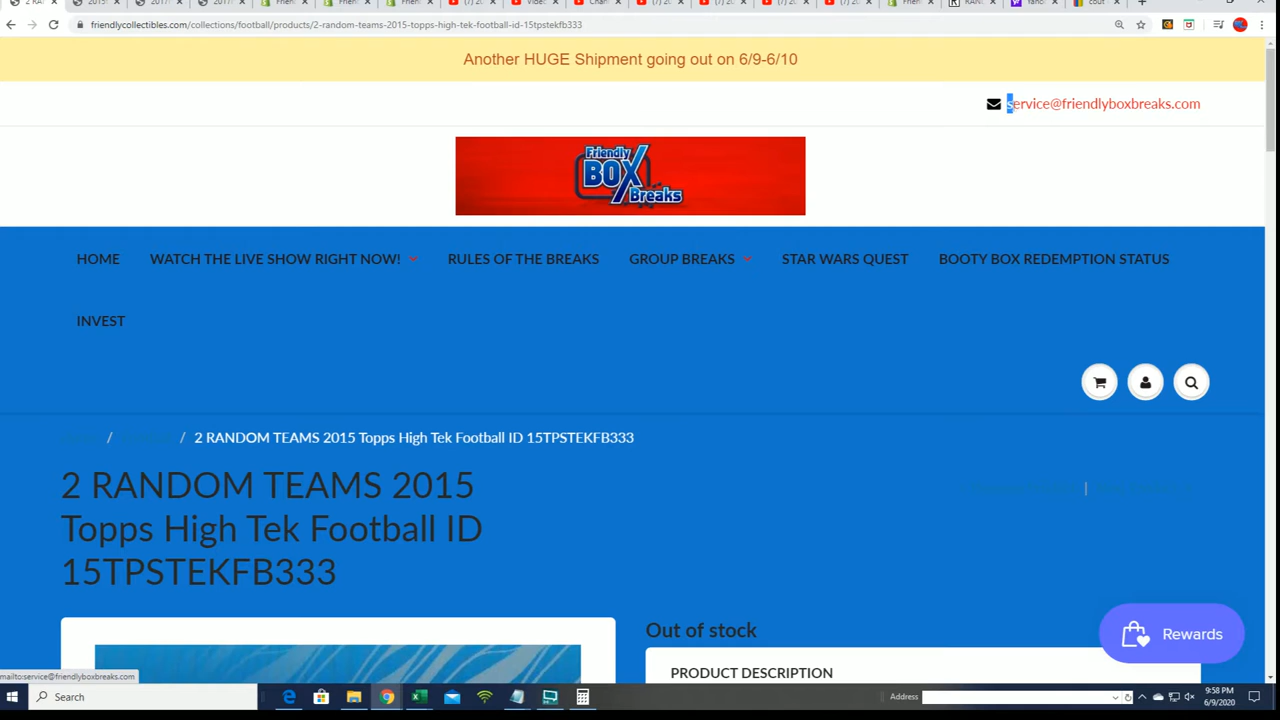 friendlycollectibles.com/collections/football/products/2-random-teams-2015-topps-high-tek-football-id-15tpstekfb333
Another HUGE Shipment going out on 6/9-6/10
service@friendlyboxbreaks.com
Friendly
BOX
Breaks
HOME WATCH THE LIVE SHOW RIGHT NOW! RULES OF THE BREAKS GROUP BREAKS STAR WARS QUEST BOOTY BOX REDEMPTION STATUS
INVEST
/ / 2 RANDOM TEAMS 2015 Topps High Tek Football ID 15TPSTEKFB333
2 RANDOM TEAMS 2015
Topps High Tek Football ID
15TPSTEKFB333
|
Out of stock
PRODUCT DESCRIPTION
Rewards
mailto:service@friendlyboxbreaks.com
Search
Address
9:58 PM
6/9/2020